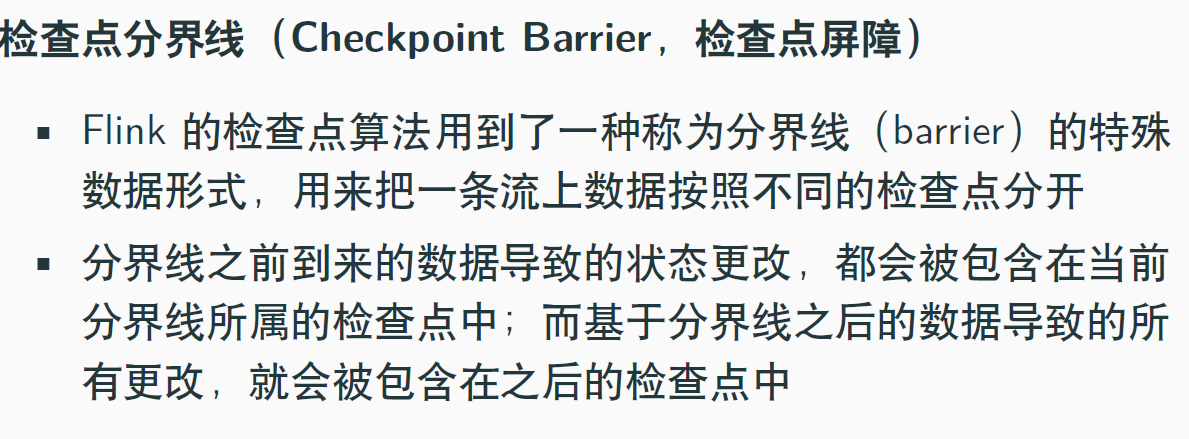 检查点分界线（Checkpoint Barrier，检查点屏障）
▪ Flink 的检查点算法用到了一种称为分界线（barrier）的特殊
数据形式，用来把一条流上数据按照不同的检查点分开
▪ 分界线之前到来的数据导致的状态更改，都会被包含在当前
分界线所属的检查点中；而基于分界线之后的数据导致的所
有更改，就会被包含在之后的检查点中